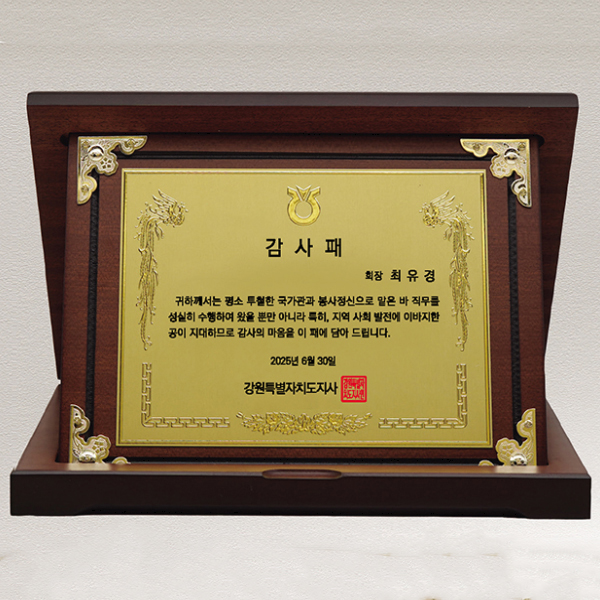 감사패
회장 최유경
귀하께서는 평소 투철한 국가관과 봉사정신으로 맡은 바 직무를
성실히 수행하여 왔을 뿐만 아니라 특히, 지역 사회 발전에 이바지한
공이 지대하므로 감사의 마음을 이 패에 담아 드립니다.
2025년 6월 30일
강원특별자치도지사